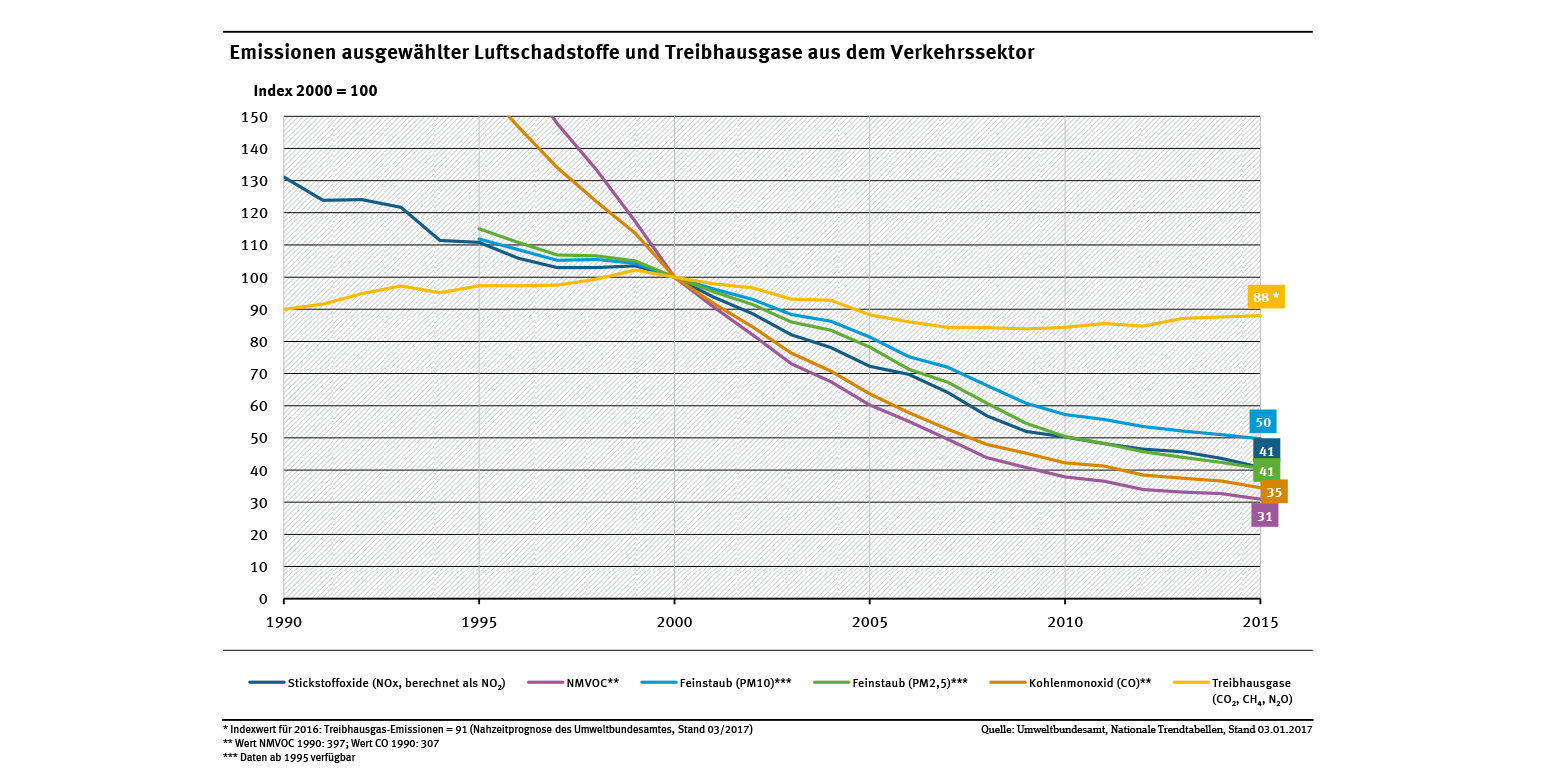 Emissionen ausgewählter Luftschadstoffe und Treibhausgase aus dem Verkehrssektor
Index 2000 = 100
150
140
130
120
110
100
90
80
70
60
50
40
30
20
10
0
88 *
50
41
41
35
31
1990 1995 2000 2005 2010 2015
Stickstoffoxide (NOx, berechnet als NO₂) NMVOC** Feinstaub (PM10)*** Feinstaub (PM2,5)*** Kohlenmonoxid (CO)** Treibhausgase
(CO₂, CH₄, N₂O)
* Indexwert für 2016: Treibhausgas-Emissionen = 91 (Nahzeitprognose des Umweltbundesamtes, Stand 03/2017) Quelle: Umweltbundesamt, Nationale Trendtabellen, Stand 03.01.2017
** Wert NMVOC 1990: 397; Wert CO 1990: 307
*** Daten ab 1995 verfügbar